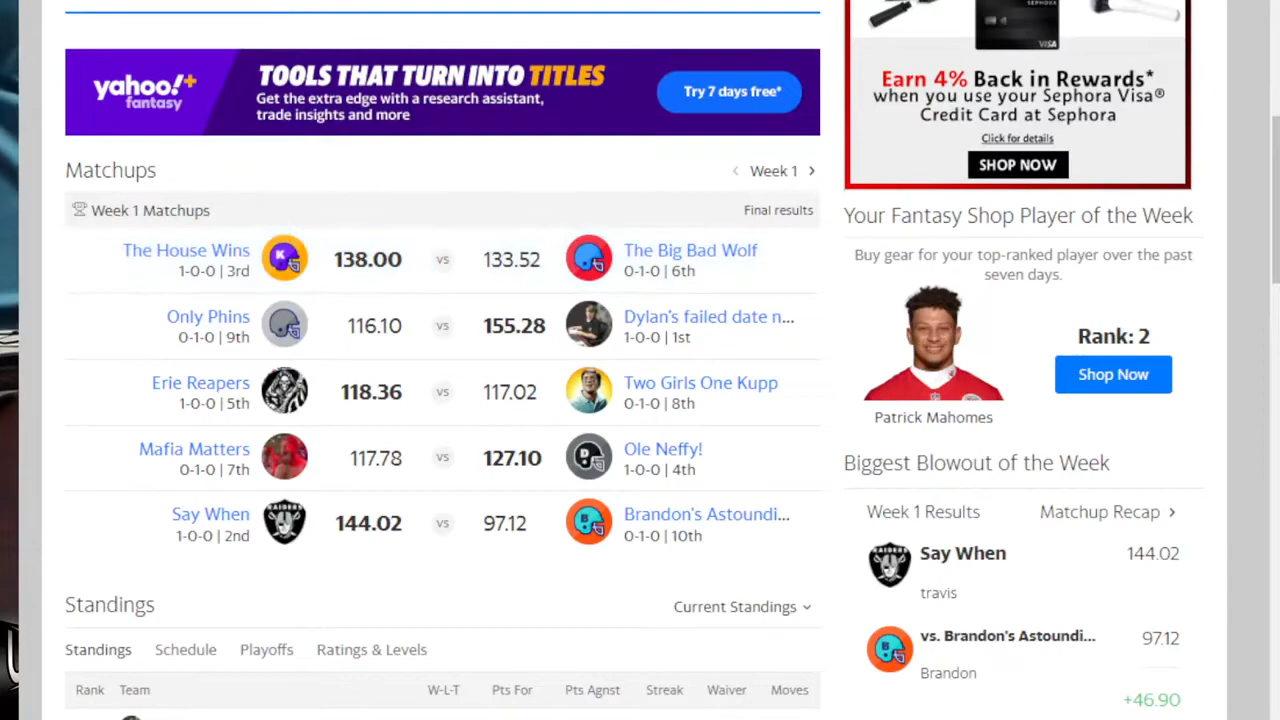 SEPHORA
VISA
Earn 4% Back in Rewards*
when you use your Sephora Visa®
Credit Card at Sephora
Click for details
SHOP NOW
yahoo!+
fantasy
TOOLS THAT TURN INTO TITLES
Get the extra edge with a research assistant,
trade insights and more
Try 7 days free*
Matchups
Week 1
Week 1 Matchups
Final results
The House Wins
1-0-0 | 3rd
K
138.00
vs
133.52
The Big Bad Wolf
0-1-0 | 6th
Only Phins
0-1-0 | 9th
116.10
vs
155.28
Dylan's failed date n...
1-0-0 | 1st
Erie Reapers
1-0-0 | 5th
118.36
vs
117.02
Two Girls One Kupp
0-1-0 | 8th
Mafia Matters
0-1-0 | 7th
117.78
vs
127.10
D
Ole Neffy!
1-0-0 | 4th
Say When
1-0-0 | 2nd
RAIDERS
144.02
vs
97.12
B
Brandon's Astoundi...
0-1-0 | 10th
Standings
Current Standings
Standings
Schedule
Playoffs
Ratings & Levels
Rank
Team
W-L-T
Pts For
Pts Agnst
Streak
Waiver
Moves
Your Fantasy Shop Player of the Week
Buy gear for your top-ranked player over the past
seven days.
Rank: 2
Shop Now
Patrick Mahomes
Biggest Blowout of the Week
Week 1 Results
Matchup Recap
RAIDERS
Say When
144.02
travis
B
vs. Brandon's Astoundi...
97.12
Brandon
+46.90